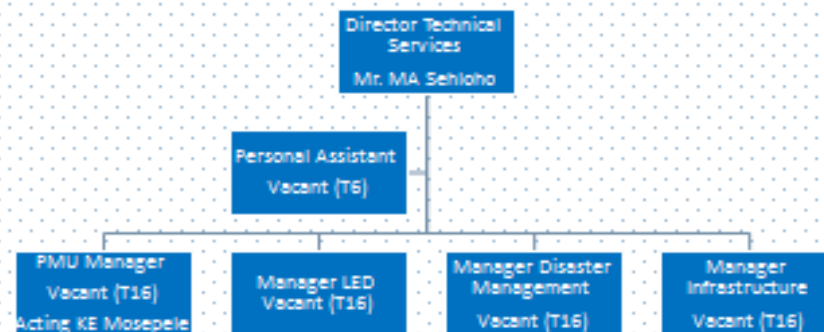 Director Technical
Services
Mr. MA Sehloho
Personal Assistant
Vacant (T6)
PMU Manager
Vacant (T16)
Acting KE Mosepele
Manager LED
Vacant (T16)
Manager Disaster
Management
Vacant (T16)
Manager
Infrastructure
Vacant (T16)